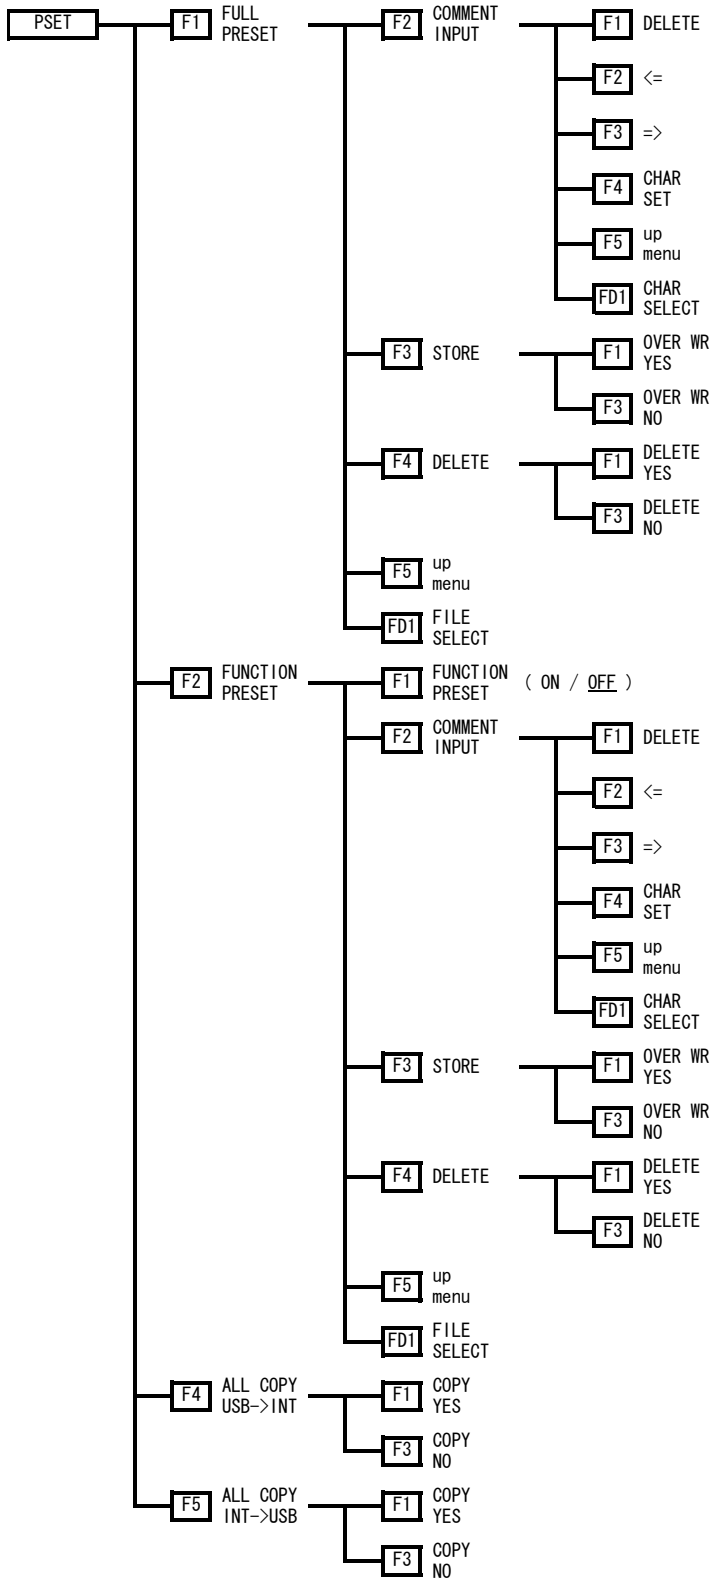 PSET
F1 FULL PRESET
F2 COMMENT INPUT
F1 DELETE
F2 <=
F3 =>
F4 CHAR SET
F5 up menu
FD1 CHAR SELECT
F3 STORE
F1 OVER WR YES
F3 OVER WR NO
F4 DELETE
F1 DELETE YES
F3 DELETE NO
F5 up menu
FD1 FILE SELECT
F2 FUNCTION PRESET
F1 FUNCTION PRESET ( ON / OFF )
F2 COMMENT INPUT
F1 DELETE
F2 <=
F3 =>
F4 CHAR SET
F5 up menu
FD1 CHAR SELECT
F3 STORE
F1 OVER WR YES
F3 OVER WR NO
F4 DELETE
F1 DELETE YES
F3 DELETE NO
F5 up menu
FD1 FILE SELECT
F4 ALL COPY USB->INT
F1 COPY YES
F3 COPY NO
F5 ALL COPY INT->USB
F1 COPY YES
F3 COPY NO